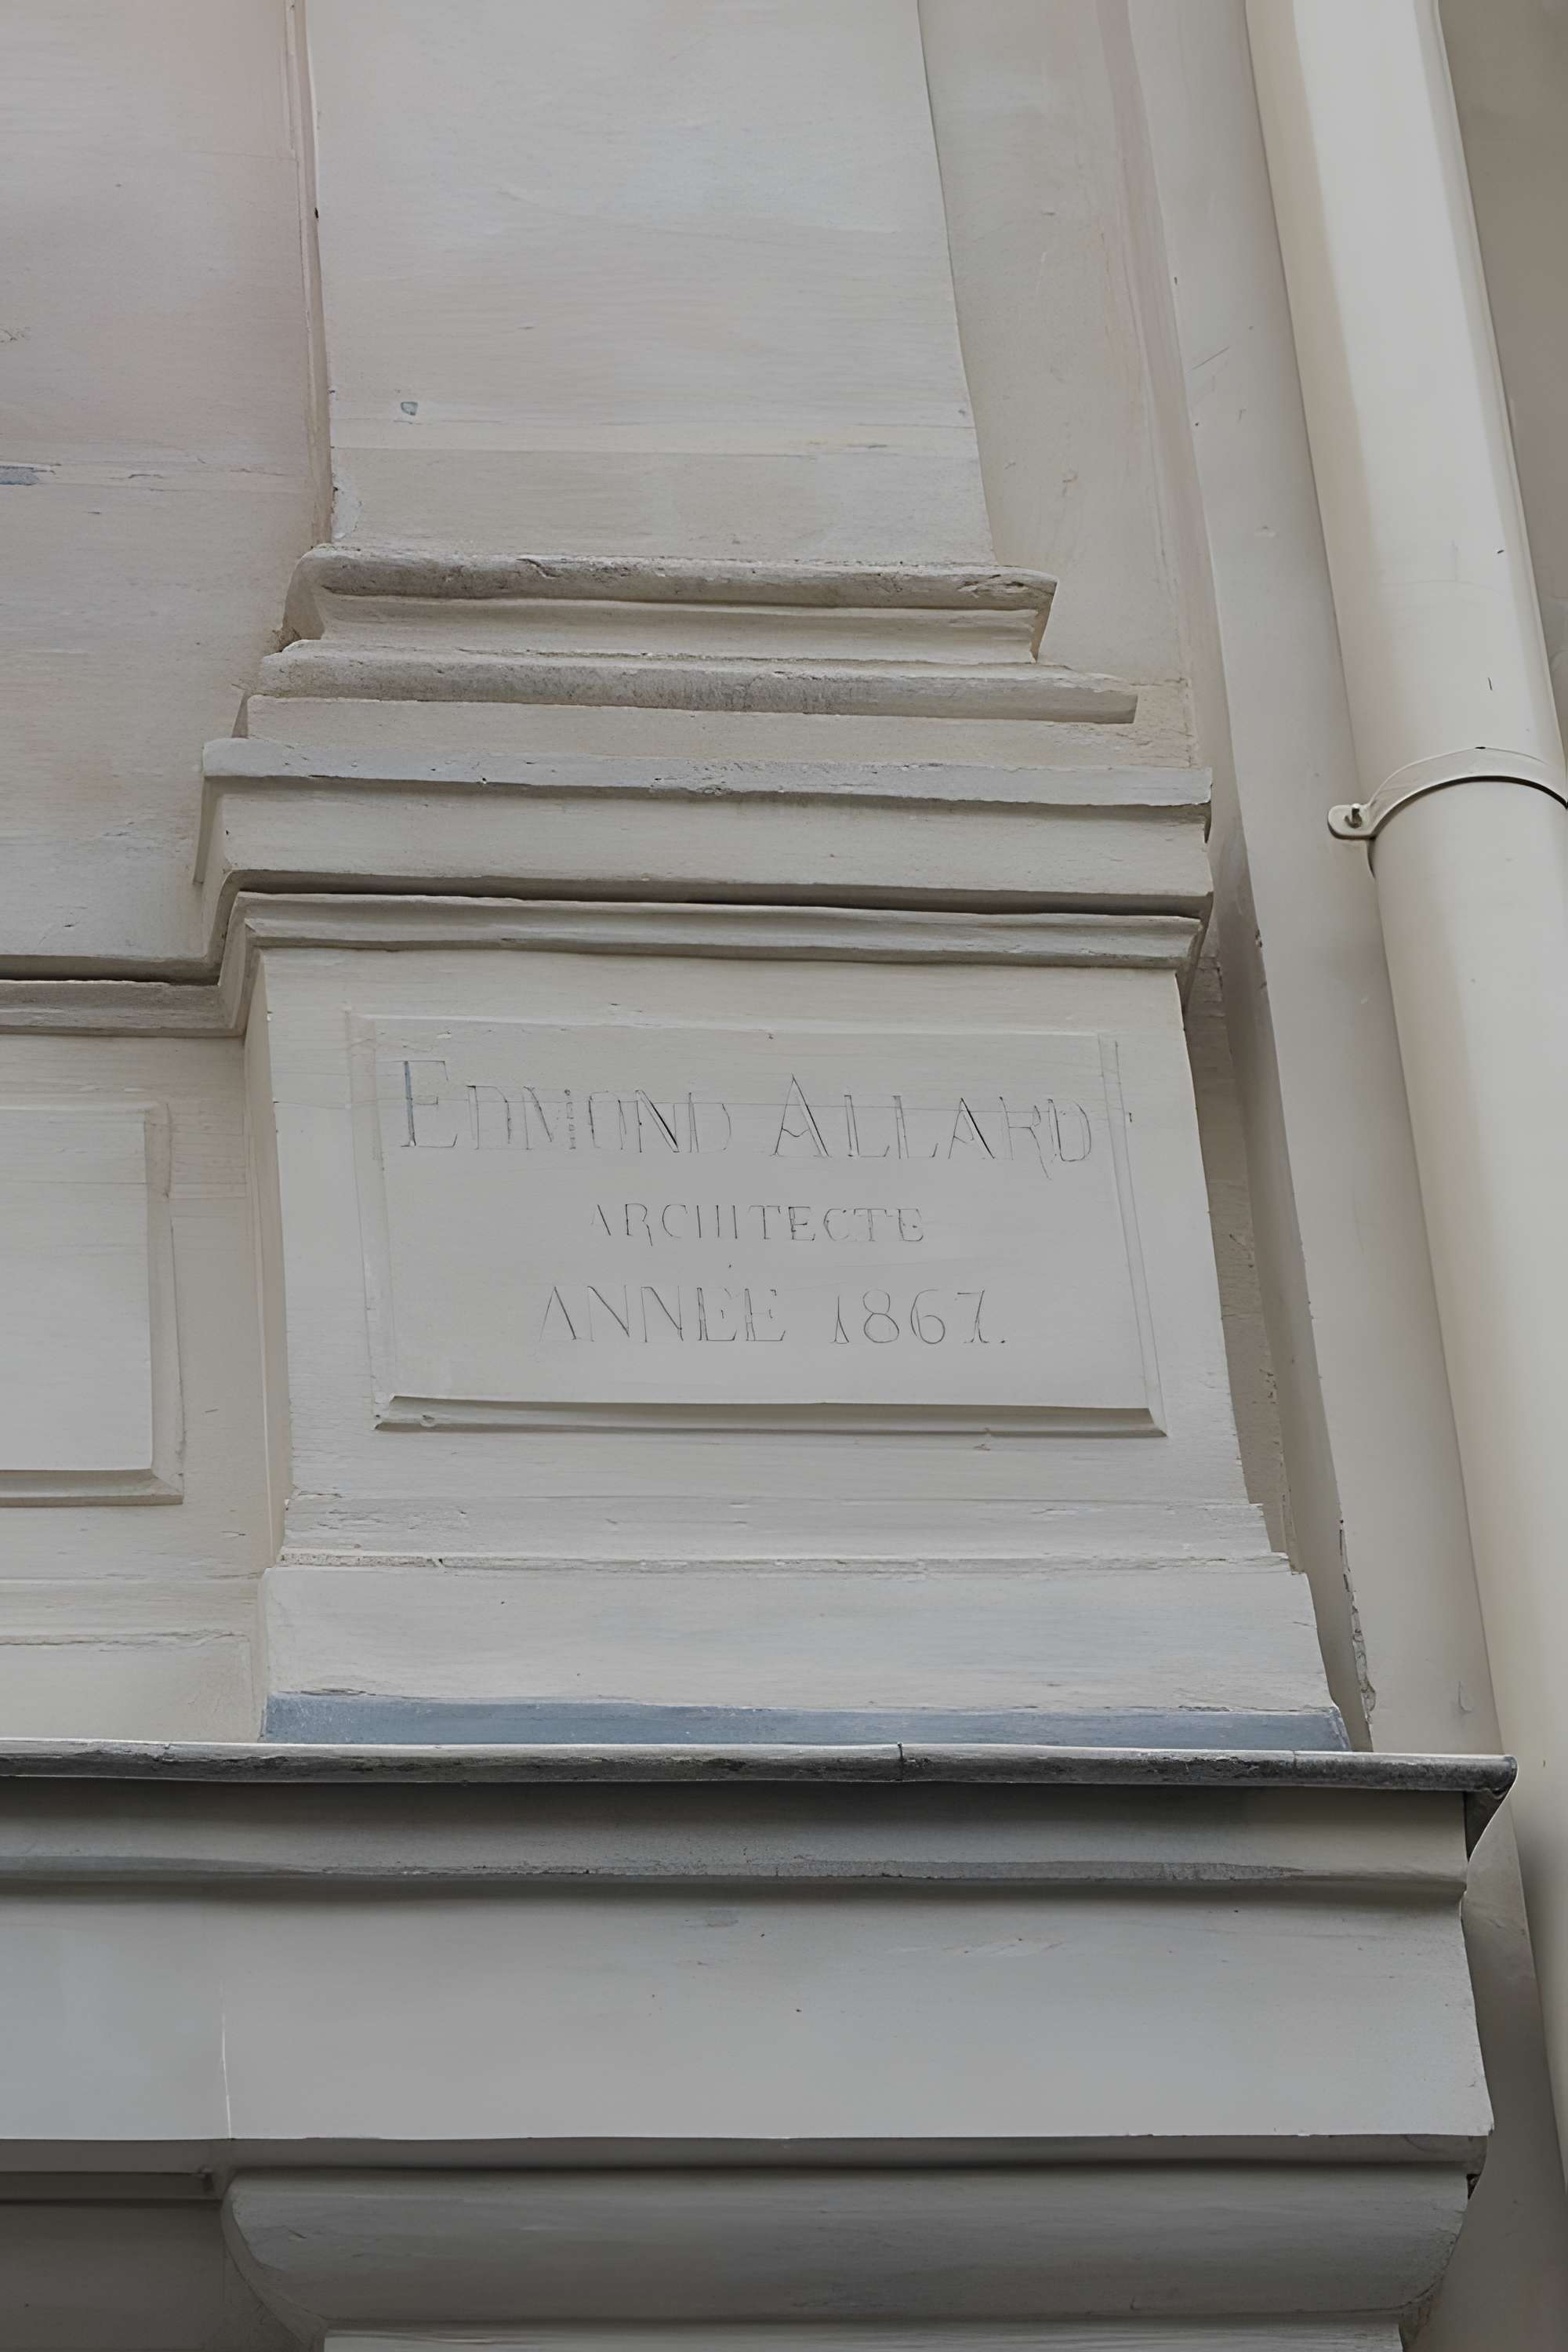 EDMOND ALLARD
ARCHITECTE
ANNÉE 1867.